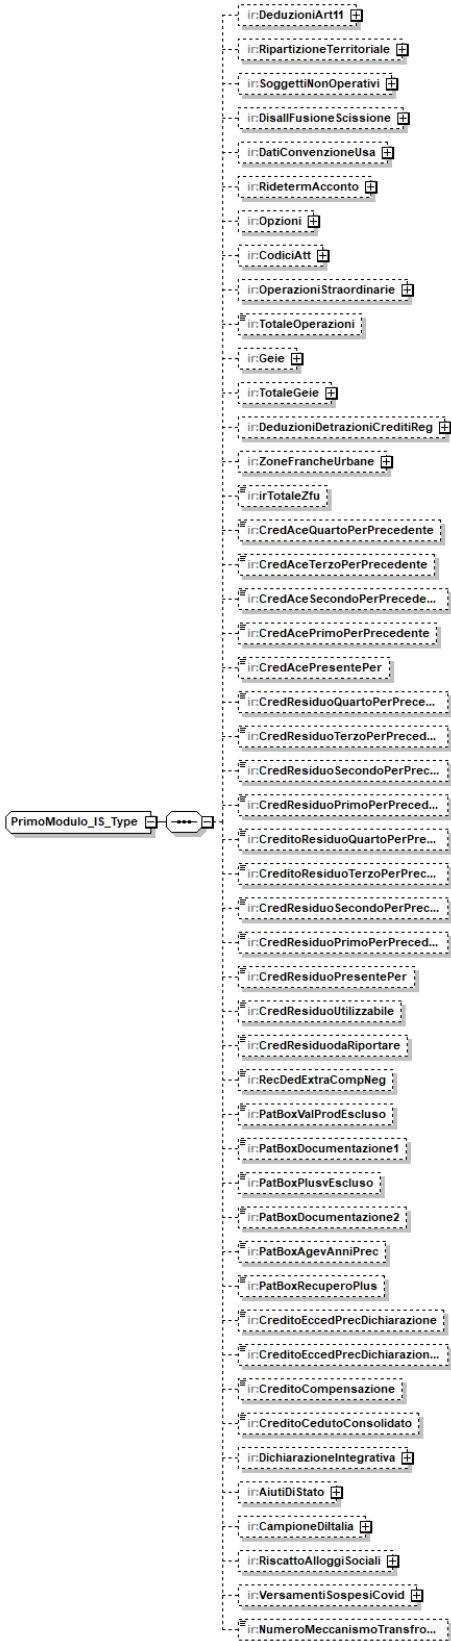 ir:DeduzioniArt11
ir:RipartizioneTerritoriale
ir:SoggettiNonOperativi
ir:DisallFusioneScissione
ir:DatiConvenzioneUsa
ir:RidetermAcconto
ir:Opzioni
ir:CodiciAtt
ir:OperazioniStraordinarie
ir:TotaleOperazioni
ir:Geie
ir:TotaleGeie
ir:DeduzioniDetrazioniCreditiReg
ir:ZoneFrancheUrbane
ir:irTotaleZfu
ir:CredAceQuartoPerPrecedente
ir:CredAceTerzoPerPrecedente
ir:CredAceSecondoPerPrecede...
ir:CredAcePrimoPerPrecedente
ir:CredAcePresentePer
ir:CredResiduoQuartoPerPrece...
ir:CredResiduoTerzoPerPreced...
ir:CredResiduoSecondoPerPrec...
ir:CredResiduoPrimoPerPreced...
PrimoModulo_IS_Type
ir:CreditoResiduoQuartoPerPre...
ir:CreditoResiduoTerzoPerPrec...
ir:CredResiduoSecondoPerPrec...
ir:CredResiduoPrimoPerPreced...
ir:CredResiduoPresentePer
ir:CredResiduoUtilizzabile
ir:CredResiduodaRiportare
ir:RecDedExtraCompNeg
ir:PatBoxValProdEscluso
ir:PatBoxDocumentazione1
ir:PatBoxPlusvEscluso
ir:PatBoxDocumentazione2
ir:PatBoxAgevAnniPrec
ir:PatBoxRecuperoPlus
ir:CreditoEccedPrecDichiarazione
ir:CreditoEccedPrecDichiarazion...
ir:CreditoCompensazione
ir:CreditoCedutoConsolidato
ir:DichiarazioneIntegrativa
ir:AiutiDiStato
ir:CampioneDiItalia
ir:RiscattoAlloggiSociali
ir:VersamentiSospesiCovid
ir:NumeroMeccanismoTransfro...